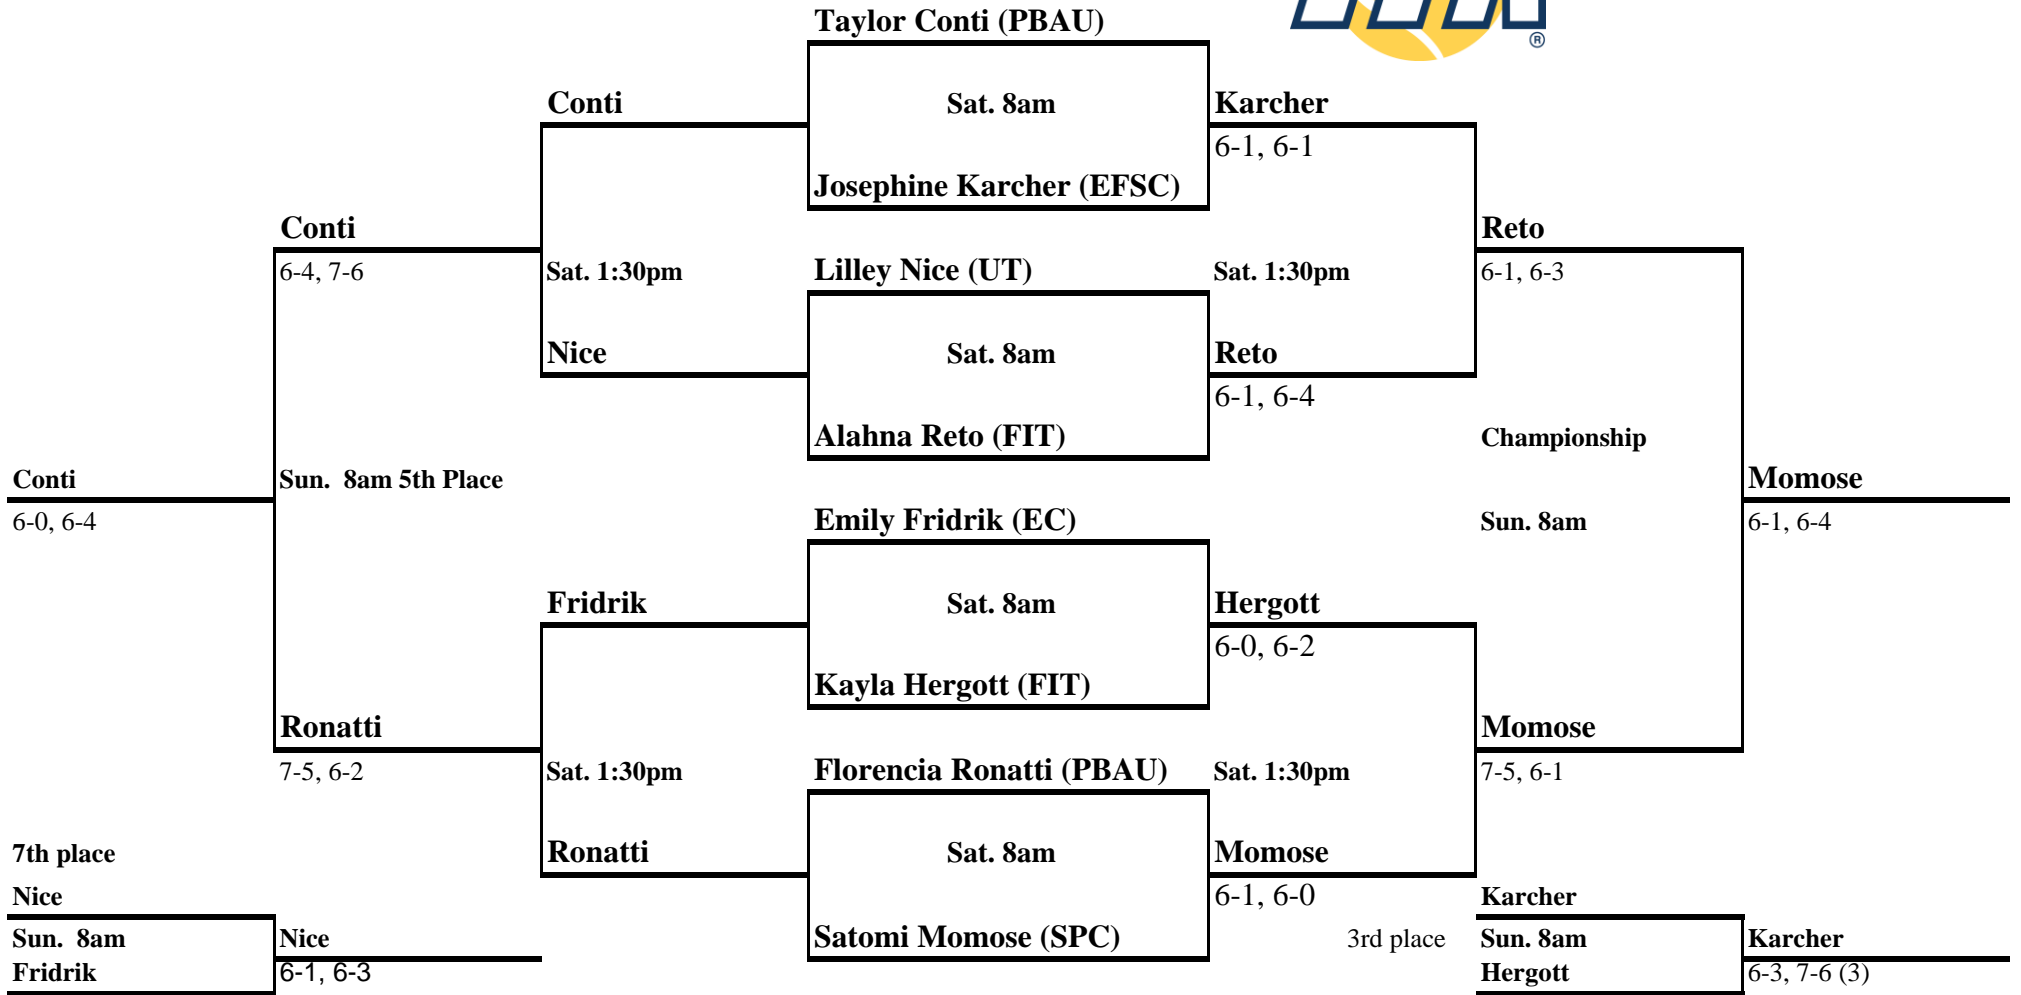 Taylor Conti (PBAU)
®
Conti
Sat. 8am
Karcher
6-1, 6-1
Josephine Karcher (EFSC)
Conti
Reto
6-4, 7-6
Sat. 1:30pm
Lilley Nice (UT)
Sat. 1:30pm
6-1, 6-3
Nice
Sat. 8am
Reto
6-1, 6-4
Alahna Reto (FIT)
Championship
Conti
Sun. 8am 5th Place
Momose
6-0, 6-4
Emily Fridrik (EC)
Sun. 8am
6-1, 6-4
Fridrik
Sat. 8am
Hergott
6-0, 6-2
Kayla Hergott (FIT)
Ronatti
Momose
7-5, 6-2
Sat. 1:30pm
Florencia Ronatti (PBAU)
Sat. 1:30pm
7-5, 6-1
7th place
Ronatti
Sat. 8am
Momose
Nice
6-1, 6-0
Karcher
Sun. 8am
Nice
Satomi Momose (SPC)
3rd place
Sun. 8am
Karcher
Fridrik
6-1, 6-3
Hergott
6-3, 7-6 (3)